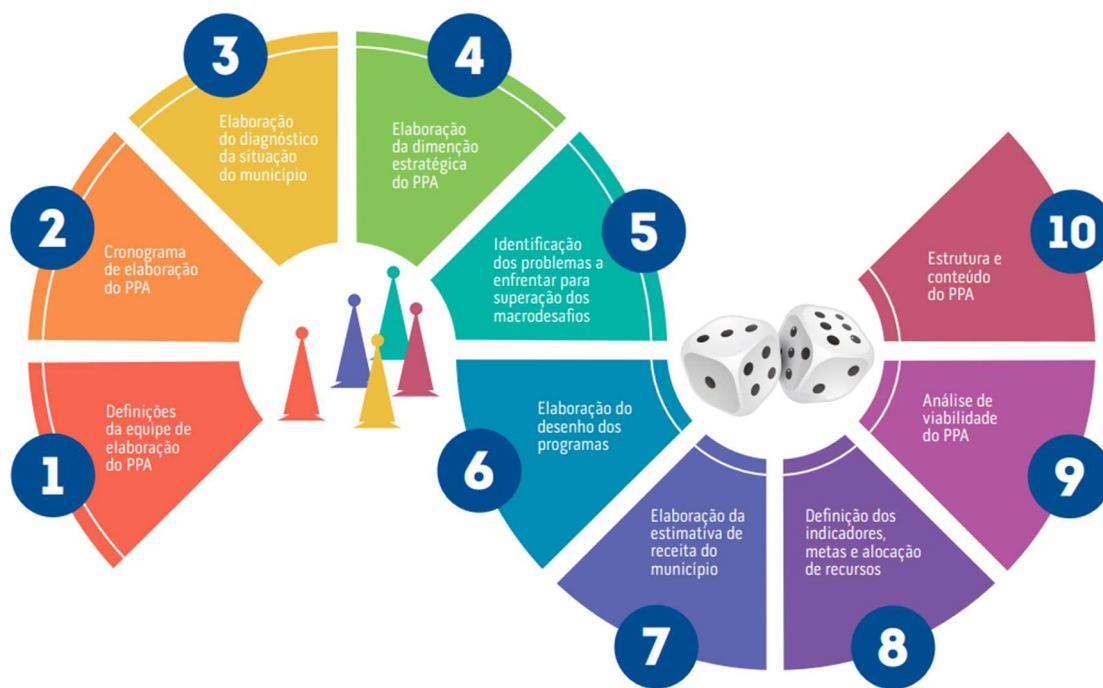 1
Definições
da equipe de
elaboração
do PPA
2
Cronograma
de elaboração
do PPA
3
Elaboração
do diagnóstico
da situação
do município
4
Elaboração
da dimenção
estratégica
do PPA
5
Identificação
dos problemas a
enfrentar para
superação dos
macrodesafios
6
Elaboração do
desenho dos
programas
7
Elaboração da
estimativa de
receita do
município
8
Definição dos
indicadores,
metas e alocação
de recursos
9
Análise de
viabilidade
do PPA
10
Estrutura e
conteúdo
do PPA